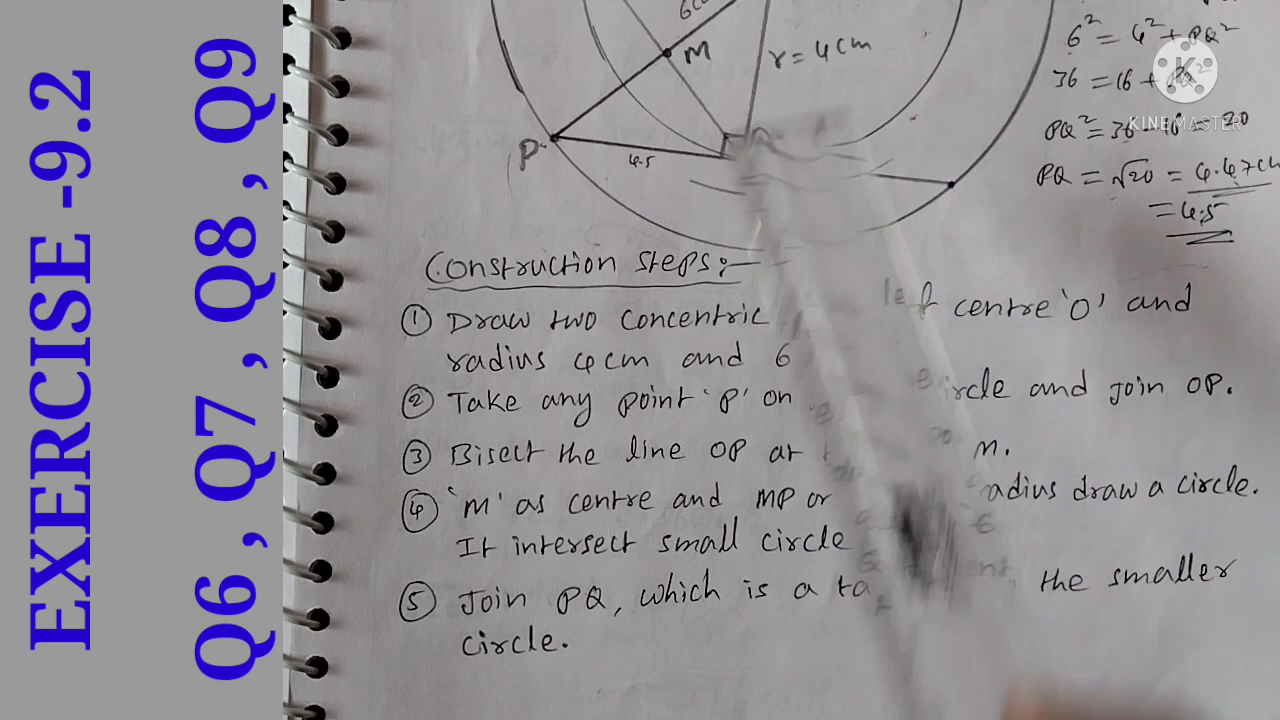 EXERCISE -9.2
Q6 , Q7 , Q8 , Q9
M
r = 4cm
P
4.5
6² = 4² + PQ²
36 = 16 + PQ²
PQ² = 36 - 16 = 20
PQ = √20 = 4.47cm
= 4.5
KINEMASTER
Construction Steps:-
① Draw two concentric centre 'O' and
radius 4cm and 6
② Take any point 'P' on circle and join OP.
③ Bisect the line OP at M.
④ 'M' as centre and MP or radius draw a circle.
It intersect small circle
⑤ Join PQ, which is a the smaller
circle.